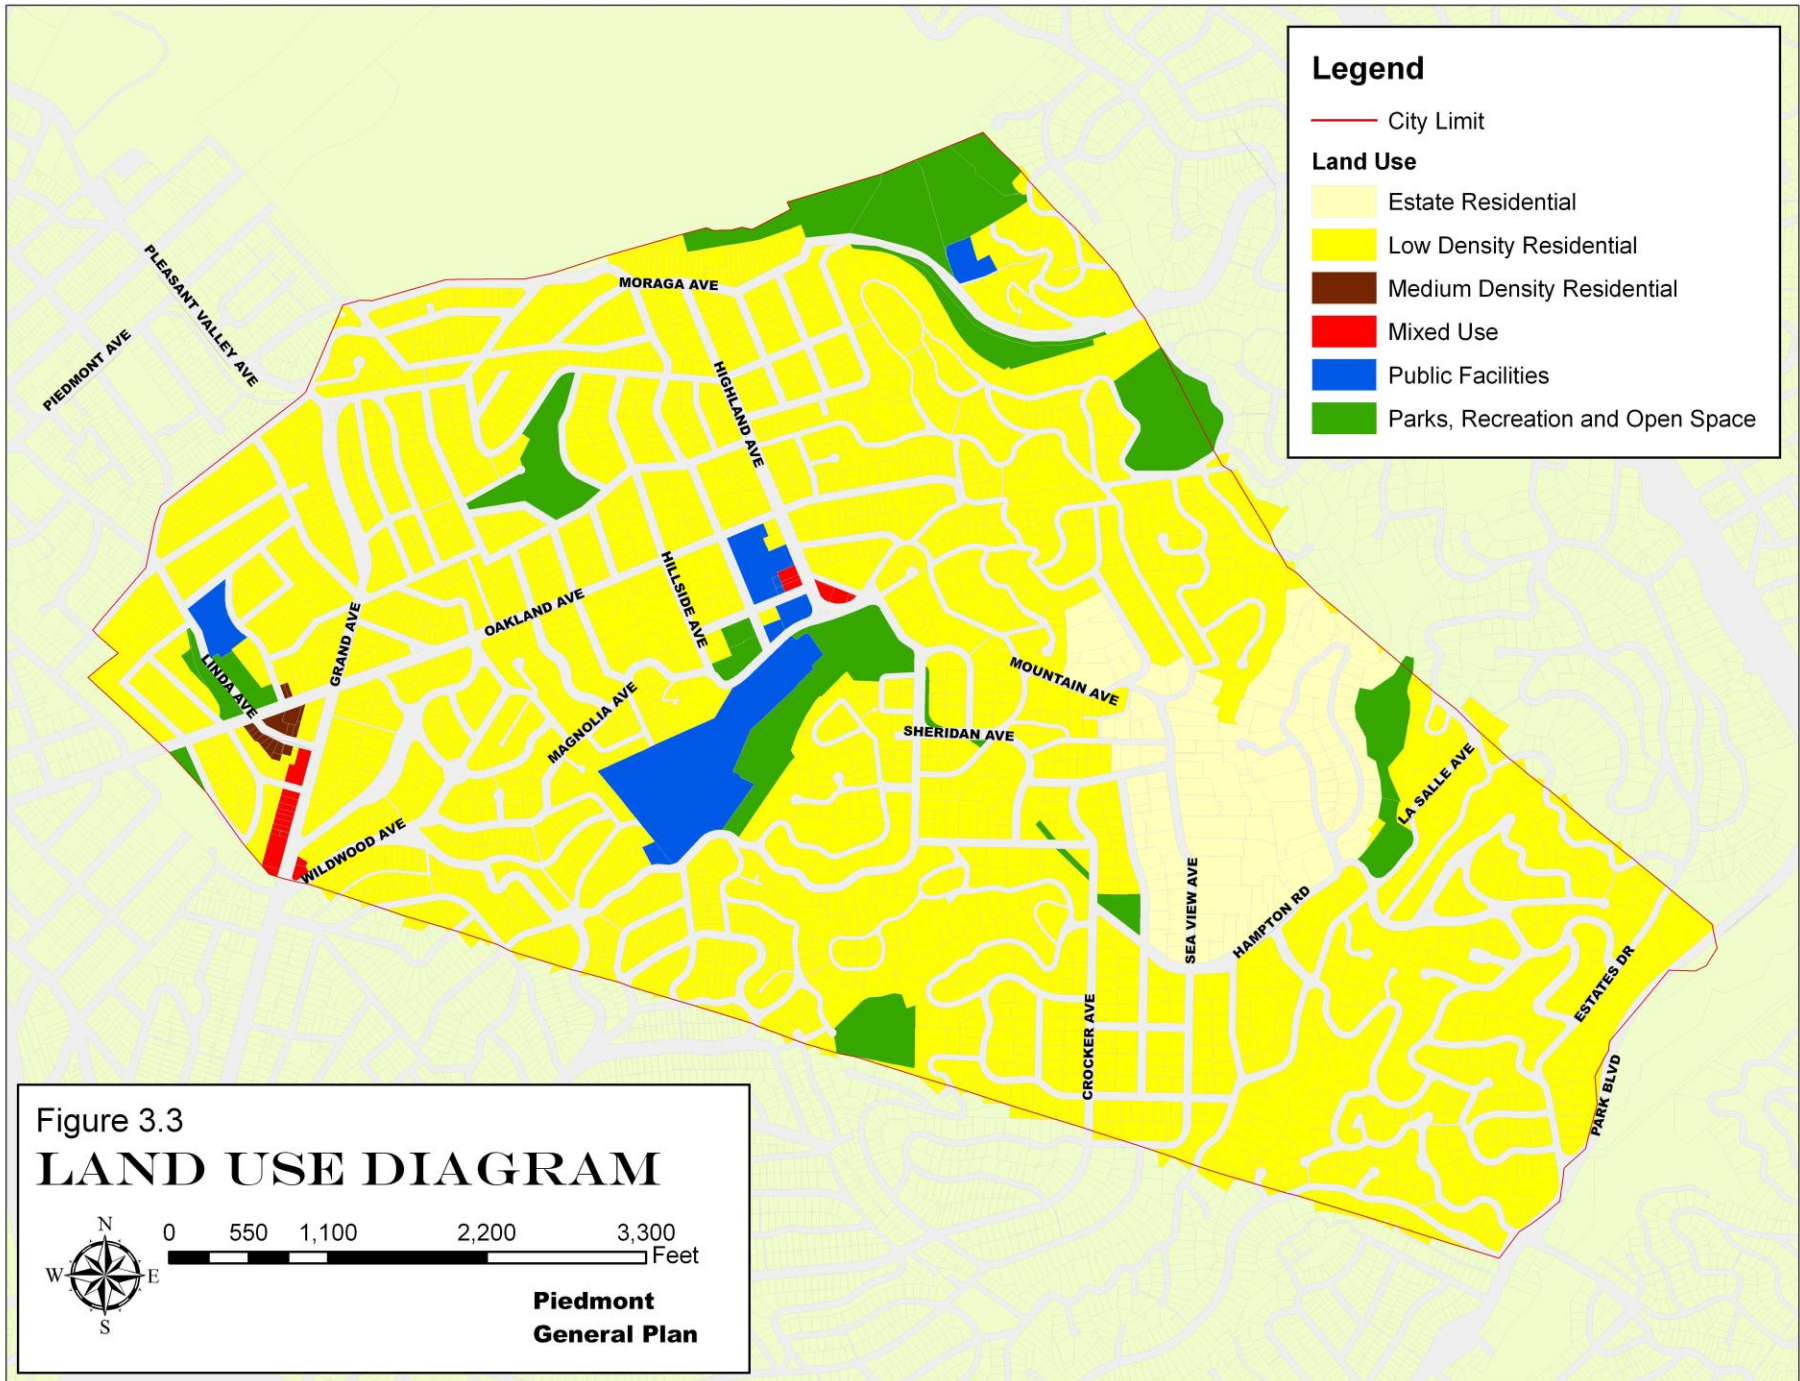 Legend
City Limit
Land Use
Estate Residential
Low Density Residential
Medium Density Residential
Mixed Use
Public Facilities
Parks, Recreation and Open Space
PLEASANT VALLEY AVE
PIEDMONT AVE
MORAGA AVE
HIGHLAND AVE
HILLSIDE AVE
OAKLAND AVE
GRAND AVE
LINDA AVE
MAGNOLIA AVE
MOUNTAIN AVE
SHERIDAN AVE
LA SALLE AVE
WILDWOOD AVE
SEA VIEW AVE
HAMPTON RD
ESTATES DR
CROCKER AVE
PARK BLVD
Figure 3.3
LAND USE DIAGRAM
N
W E
S
0 550 1,100 2,200 3,300
Feet
Piedmont
General Plan